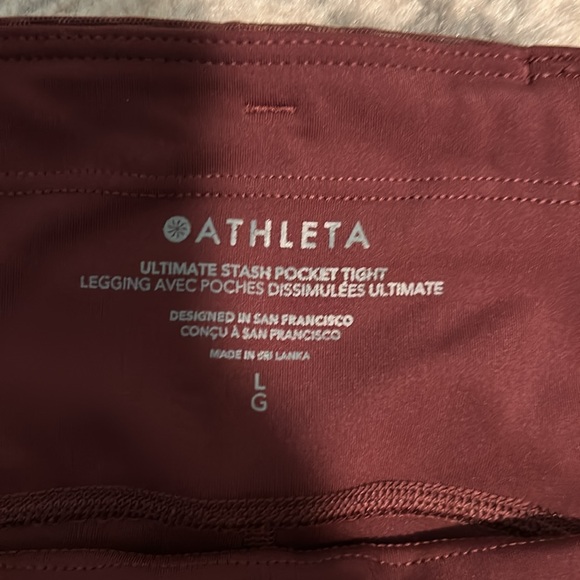 ATHLETA
ULTIMATE STASH POCKET TIGHT
LEGGING AVEC POCHES DISSIMULÉES ULTIMATE
DESIGNED IN SAN FRANCISCO
CONÇU À SAN FRANCISCO
MADE IN SRI LANKA
L
G